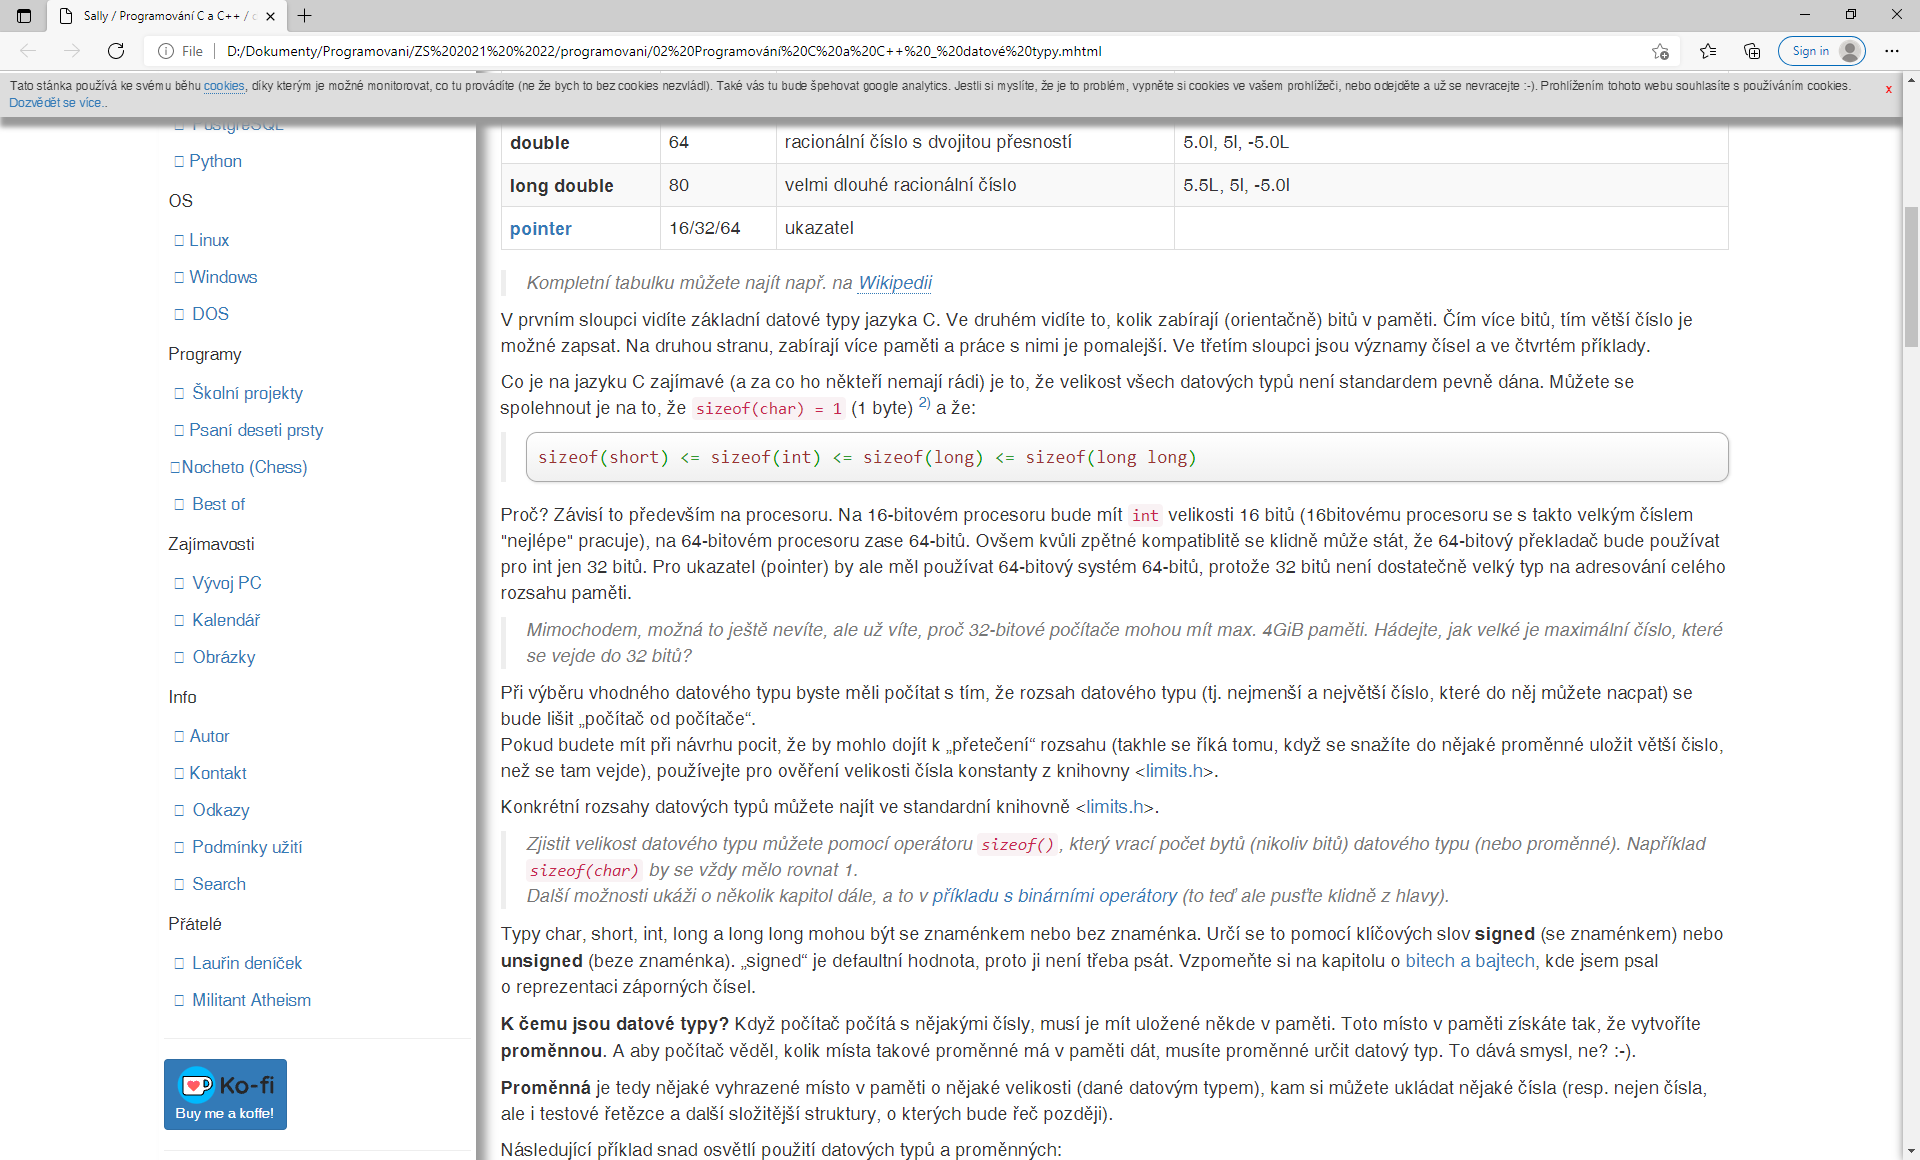 Sally / Programování C a C++ / d
File
D:/Dokumenty/Programovani/ZS%202021%20%2022/programovani/02%20Programování%20C%20a%20C++%20_%20datové%20typy.mhtml
Sign in
Tato stánka používá ke svému běhu cookies, díky kterým je možné monitorovat, co tu provádíte (ne že bych to bez cookies nezvládl). Také vás tu bude špehovat google analytics. Jestli si myslíte, že je to problém, vypněte si cookies ve vašem prohlížeči, nebo odejděte a už se nevracejte :-). Prohlížením tohoto webu souhlasíte s používáním cookies.
Dozvědět se více..
x
PostgreSQL
Python
OS
Linux
Windows
DOS
Programy
Školní projekty
Psaní deseti prsty
Nocheto (Chess)
Best of
Zajímavosti
Vývoj PC
Kalendář
Obrázky
Info
Autor
Kontakt
Odkazy
Podmínky užití
Search
Přátelé
Lauřin deníček
Militant Atheism
Ko-fi
Buy me a koffe!
double 64 racionální číslo s dvojitou přesností 5.0l, 5l, -5.0L
long double 80 velmi dlouhé racionální číslo 5.5L, 5l, -5.0l
pointer 16/32/64 ukazatel
Kompletní tabulku můžete najít např. na Wikipedii
V prvním sloupci vidíte základní datové typy jazyka C. Ve druhém vidíte to, kolik zabírají (orientačně) bitů v paměti. Čím více bitů, tím větší číslo je
možné zapsat. Na druhou stranu, zabírají více paměti a práce s nimi je pomalejší. Ve třetím sloupci jsou významy čísel a ve čtvrtém příklady.
Co je na jazyku C zajímavé (a za co ho někteří nemají rádi) je to, že velikost všech datových typů není standardem pevně dána. Můžete se
spolehnout je na to, že sizeof(char) = 1 (1 byte) 2) a že:
sizeof(short) <= sizeof(int) <= sizeof(long) <= sizeof(long long)
Proč? Závisí to především na procesoru. Na 16-bitovém procesoru bude mít int velikosti 16 bitů (16bitovému procesoru se s takto velkým číslem
"nejlépe" pracuje), na 64-bitovém procesoru zase 64-bitů. Ovšem kvůli zpětné kompatiblitě se klidně může stát, že 64-bitový překladač bude používat
pro int jen 32 bitů. Pro ukazatel (pointer) by ale měl používat 64-bitový systém 64-bitů, protože 32 bitů není dostatečně velký typ na adresování celého
rozsahu paměti.
Mimochodem, možná to ještě nevíte, ale už víte, proč 32-bitové počítače mohou mít max. 4GiB paměti. Hádejte, jak velké je maximální číslo, které
se vejde do 32 bitů?
Při výběru vhodného datového typu byste měli počítat s tím, že rozsah datového typu (tj. nejmenší a největší číslo, které do něj můžete nacpat) se
bude lišit „počítač od počítače“.
Pokud budete mít při návrhu pocit, že by mohlo dojít k „přetečení“ rozsahu (takhle se říká tomu, když se snažíte do nějaké proměnné uložit větší čislo,
než se tam vejde), používejte pro ověření velikosti čísla konstanty z knihovny <limits.h>.
Konkrétní rozsahy datových typů můžete najít ve standardní knihovně <limits.h>.
Zjistit velikost datového typu můžete pomocí operátoru sizeof(), který vrací počet bytů (nikoliv bitů) datového typu (nebo proměnné). Například
sizeof(char) by se vždy mělo rovnat 1.
Další možnosti ukáži o několik kapitol dále, a to v příkladu s binárními operátory (to teď ale pusťte klidně z hlavy).
Typy char, short, int, long a long long mohou být se znaménkem nebo bez znaménka. Určí se to pomocí klíčových slov signed (se znaménkem) nebo
unsigned (beze znaménka). „signed“ je defaultní hodnota, proto ji není třeba psát. Vzpomeňte si na kapitolu o bitech a bajtech, kde jsem psal
o reprezentaci záporných čísel.
K čemu jsou datové typy? Když počítač počítá s nějakými čísly, musí je mít uložené někde v paměti. Toto místo v paměti získáte tak, že vytvoříte
proměnnou. A aby počítač věděl, kolik místa takové proměnné má v paměti dát, musíte proměnné určit datový typ. To dává smysl, ne? :-).
Proměnná je tedy nějaké vyhrazené místo v paměti o nějaké velikosti (dané datovým typem), kam si můžete ukládat nějaké čísla (resp. nejen čísla,
ale i testové řetězce a další složitější struktury, o kterých bude řeč později).
Následující příklad snad osvětlí použití datových typů a proměnných: